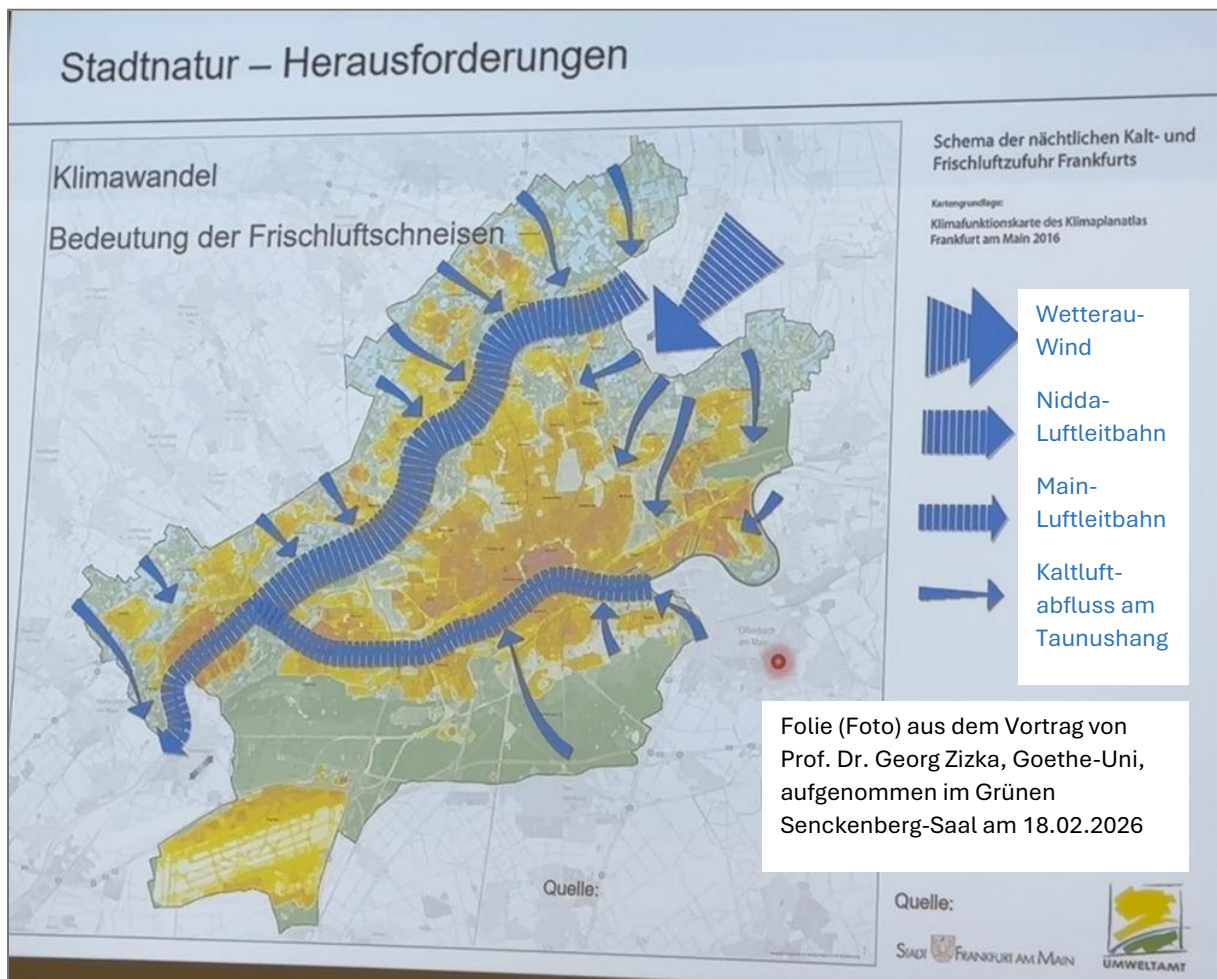 Stadtnatur – Herausforderungen
Klimawandel
Bedeutung der Frischluftschneisen
Schema der nächtlichen Kalt- und
Frischluftzufuhr Frankfurts
Kartengrundlage:
Klimafunktionskarte des Klimaplanatlas
Frankfurt am Main 2016
Wetterau-
Wind
Nidda-
Luftleitbahn
Main-
Luftleitbahn
Kaltluft-
abfluss am
Taunushang
Offenbach
am Main
Folie (Foto) aus dem Vortrag von
Prof. Dr. Georg Zizka, Goethe-Uni,
aufgenommen im Grünen
Senckenberg-Saal am 18.02.2026
Quelle:
Quelle:
STADT FRANKFURT AM MAIN
UMWELTAMT